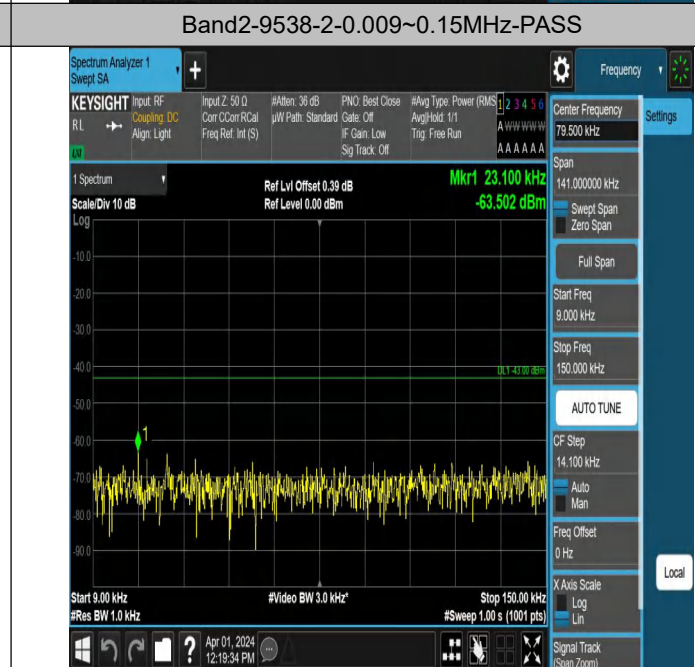 Band2-9538-2-0.009~0.15MHz-PASS
Spectrum Analyzer 1
Swept SA
+
Frequency
KEYSIGHT
RL
Input: RF
Coupling: DC
Align: Light
Input Z: 50 Ω
Corr CCorr RCal
Freq Ref: Int (S)
#Atten: 36 dB
µW Path: Standard
PNO: Best Close
Gate: Off
IF Gain: Low
Sig Track: Off
#Avg Type: Power (RMS
Avg|Hold: 1/1
Trig: Free Run
1 2 3 4 5 6
A W W W W W
A A A A A A
1 Spectrum
Scale/Div 10 dB
Log
Ref Lvl Offset 0.39 dB
Ref Level 0.00 dBm
Mkr1 23.100 kHz
-63.502 dBm
-10.0
-20.0
-30.0
-40.0
-50.0
-60.0
-70.0
-80.0
-90.0
DL1 -43.00 dBm
1
Start 9.00 kHz
#Res BW 1.0 kHz
#Video BW 3.0 kHz*
Stop 150.00 kHz
#Sweep 1.00 s (1001 pts)
?
Apr 01, 2024
12:19:34 PM
Center Frequency
79.500 kHz
Settings
Span
141.000000 kHz
Swept Span
Zero Span
Full Span
Start Freq
9.000 kHz
Stop Freq
150.000 kHz
AUTO TUNE
CF Step
14.100 kHz
Auto
Man
Freq Offset
0 Hz
Local
X Axis Scale
Log
Lin
Signal Track
(Span Zoom)